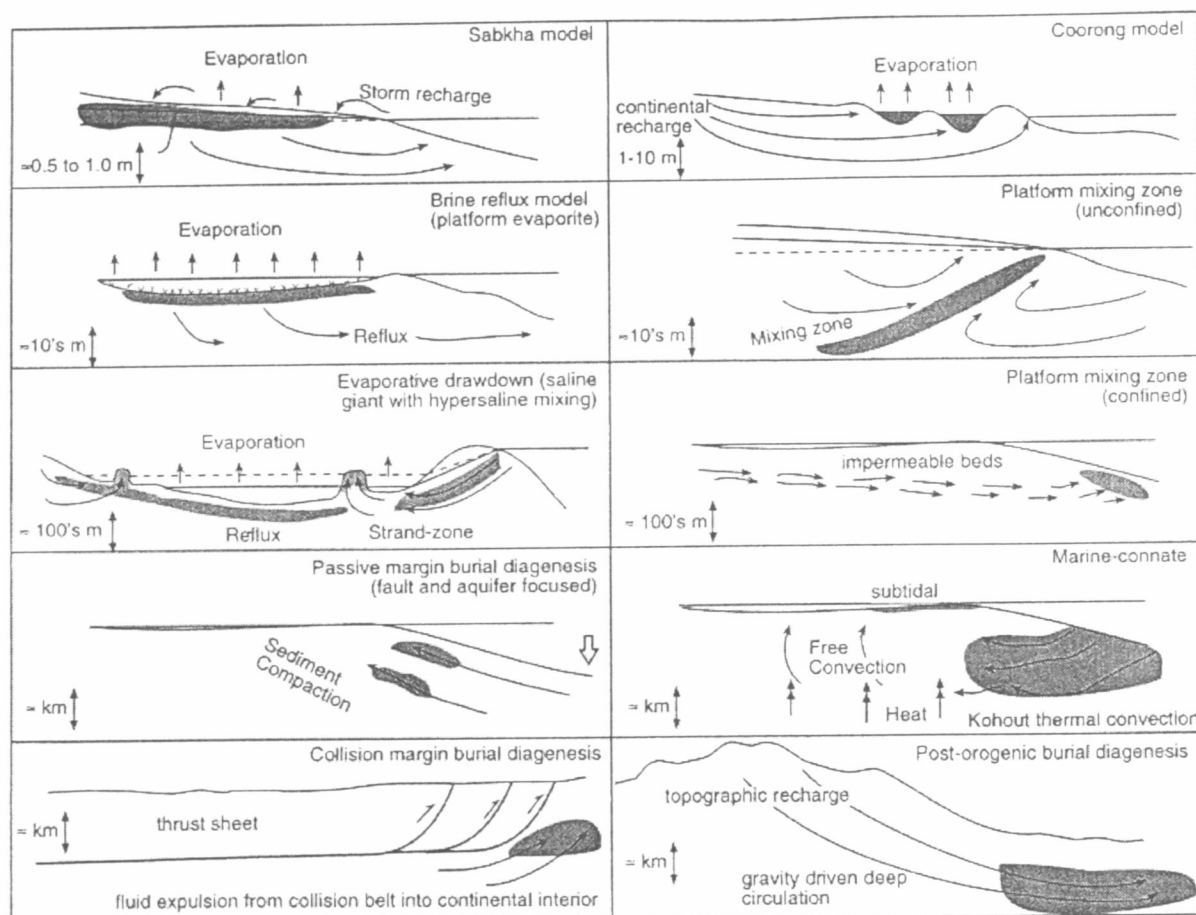 Sabkha model
Evaporation
Storm recharge
≈0.5 to 1.0 m
Coorong model
Evaporation
continental
recharge
1-10 m
Brine reflux model
(platform evaporite)
Evaporation
Reflux
≈10's m
Platform mixing zone
(unconfined)
Mixing zone
≈10's m
Evaporative drawdown (saline
giant with hypersaline mixing)
Evaporation
≈ 100's m
Reflux
Strand-zone
Platform mixing zone
(confined)
impermeable beds
≈ 100's m
Passive margin burial diagenesis
(fault and aquifer focused)
Sediment
Compaction
≈ km
Marine-connate
subtidal
Free
Convection
≈ km
Heat
Kohout thermal convection
Collision margin burial diagenesis
thrust sheet
≈ km
fluid expulsion from collision belt into continental interior
Post-orogenic burial diagenesis
topographic recharge
≈ km
gravity driven deep
circulation